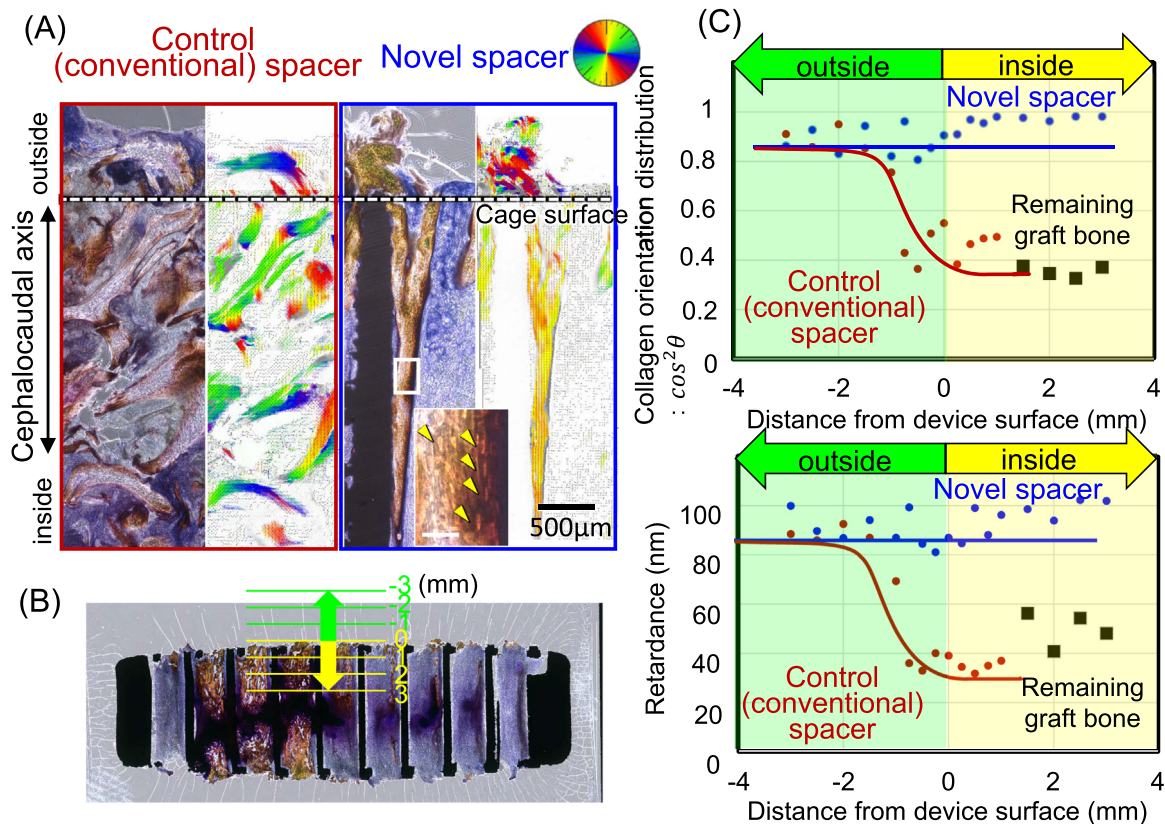 (A)
Control
(conventional) spacer
Novel spacer
outside
Cephalocaudal axis
inside
Cage surface
500μm
(B)
-3 (mm)
-2
-1
0
1
2
3
(C)
outside
inside
Novel spacer
Collagen orientation distribution
: cos²θ
1
0.8
0.6
0.4
0.2
0
Remaining
graft bone
Control
(conventional)
spacer
-4
-2
0
2
4
Distance from device surface (mm)
outside
inside
Novel spacer
Retardance (nm)
100
80
60
40
20
0
Control
(conventional)
spacer
Remaining
graft bone
-4
-2
0
2
4
Distance from device surface (mm)